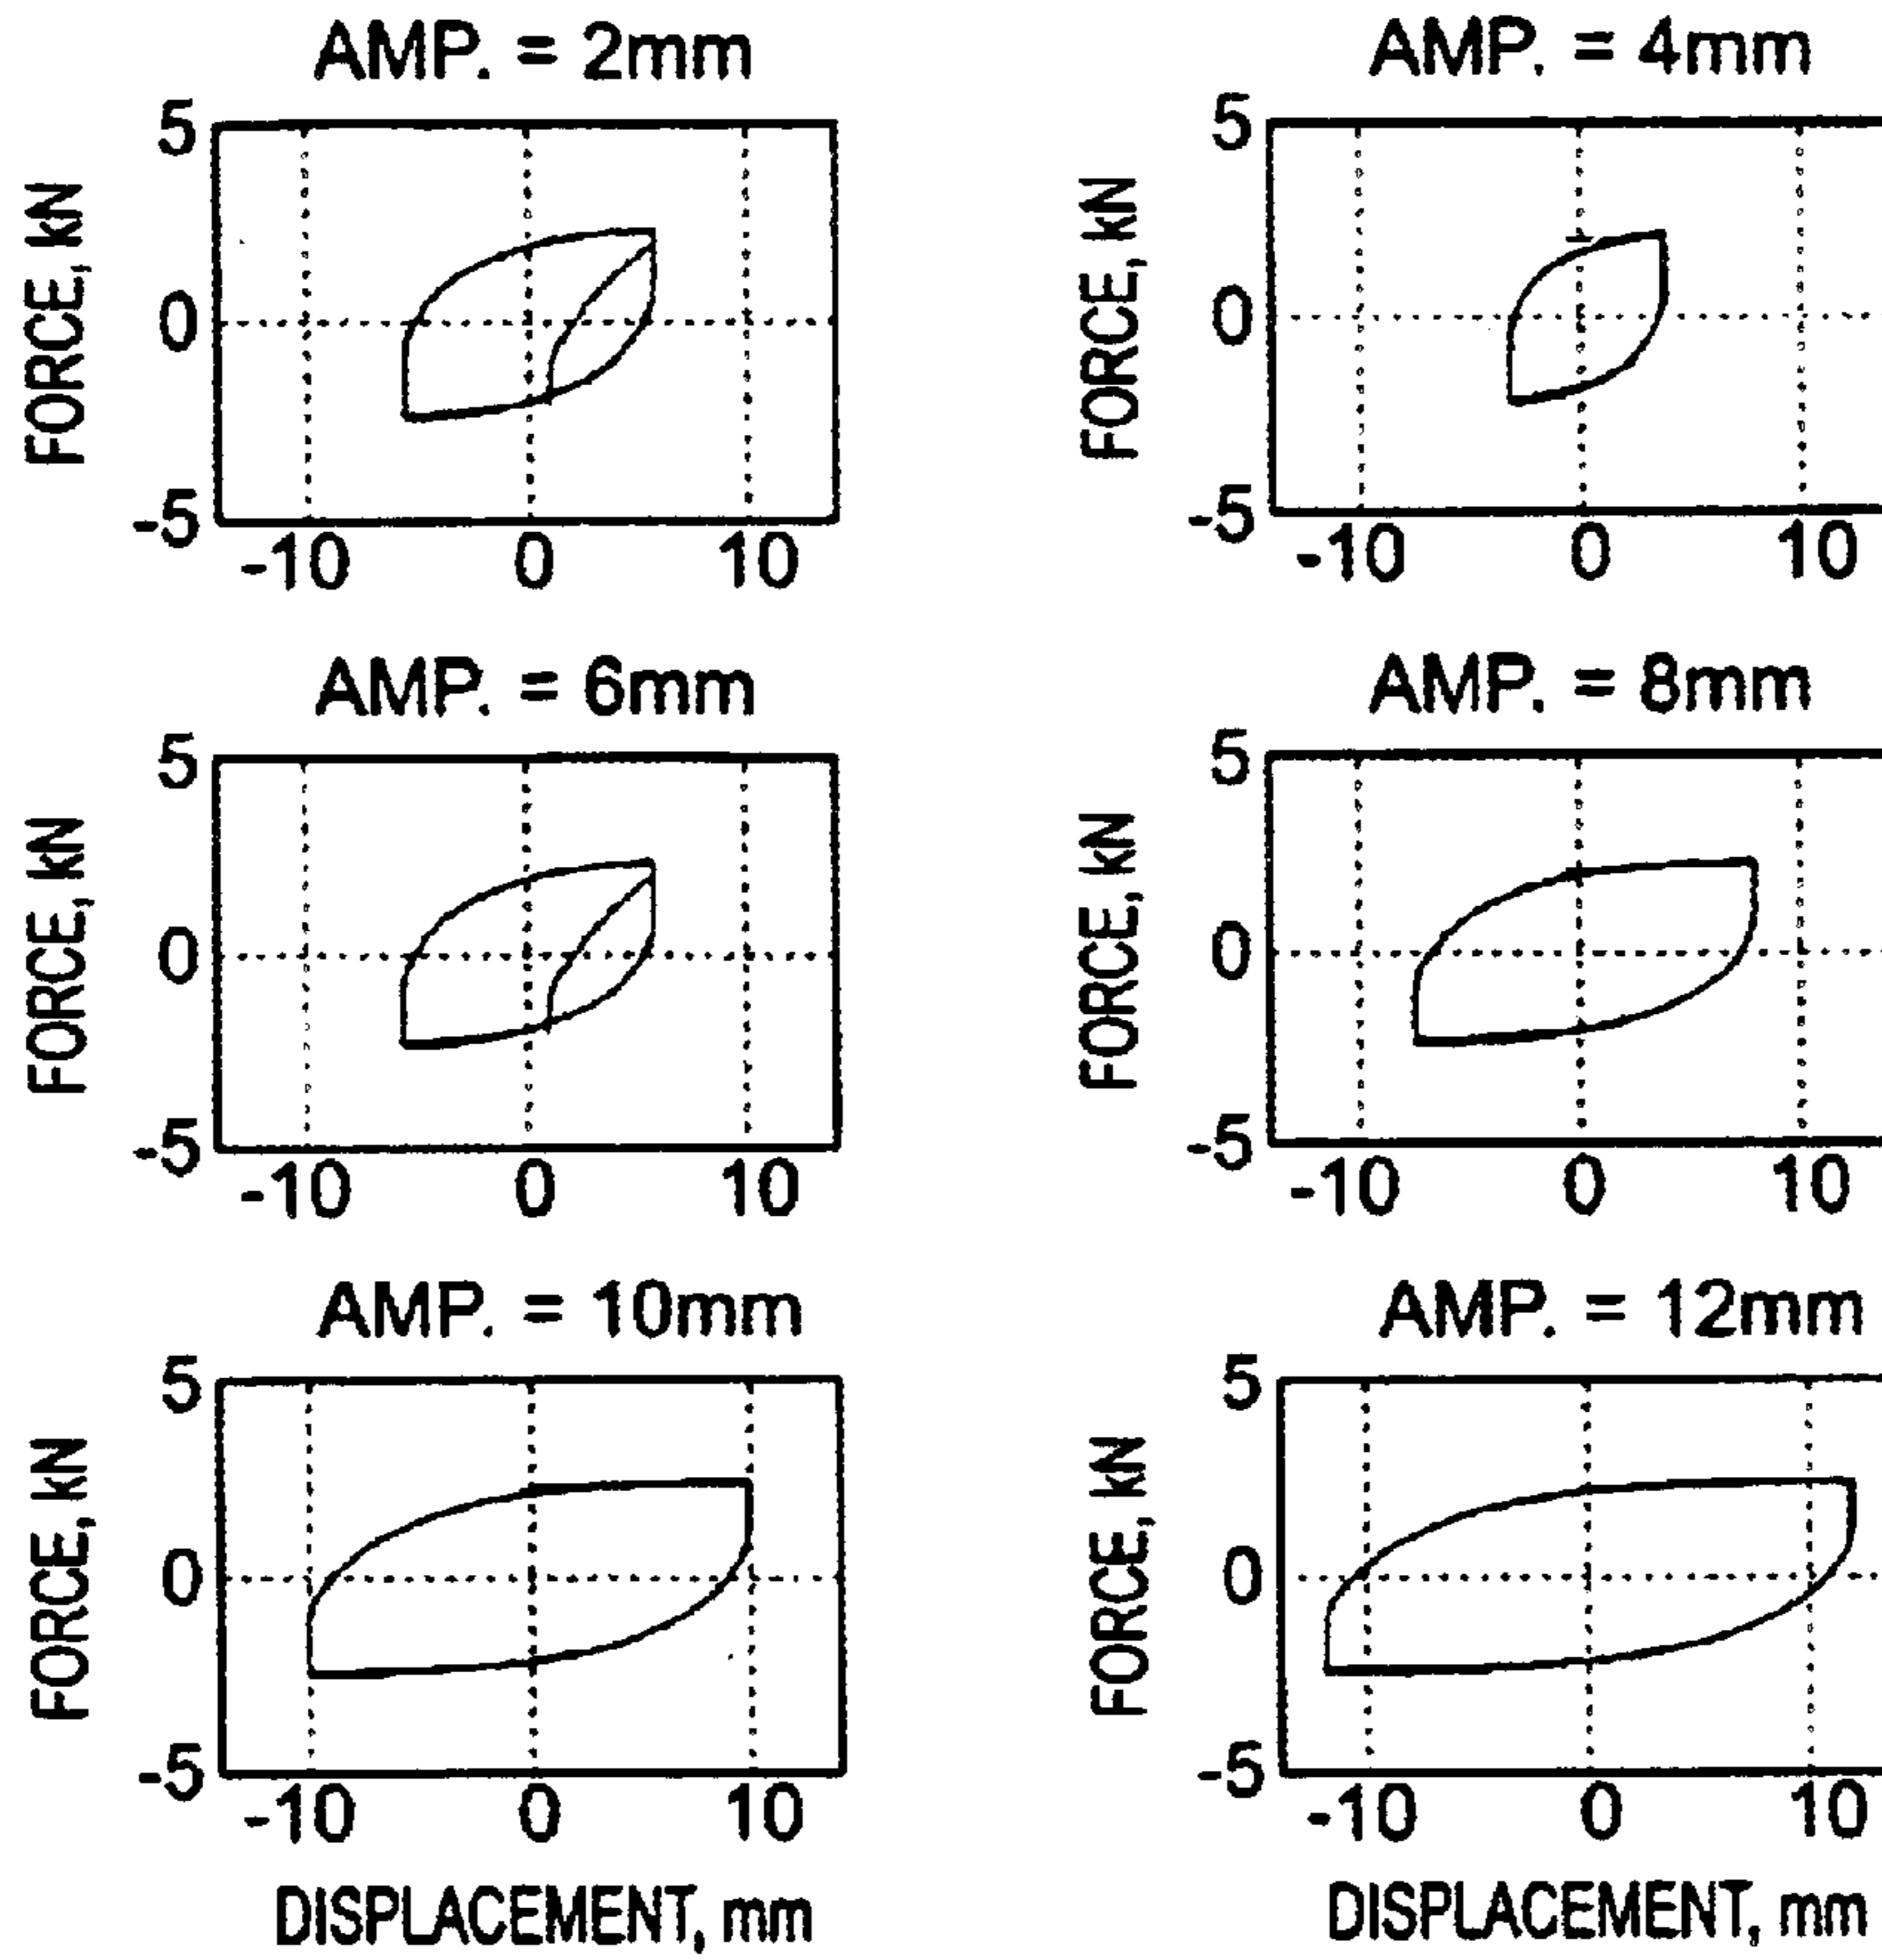 AMP. = 2mm
5
0
-5
FORCE, kN
-10 0 10
AMP. = 4mm
5
0
-5
FORCE, kN
-10 0 10
AMP. = 6mm
5
0
-5
FORCE, kN
-10 0 10
AMP. = 8mm
5
0
-5
FORCE, kN
-10 0 10
AMP. = 10mm
5
0
-5
FORCE, kN
-10 0 10
DISPLACEMENT, mm
AMP. = 12mm
5
0
-5
FORCE, kN
-10 0 10
DISPLACEMENT, mm